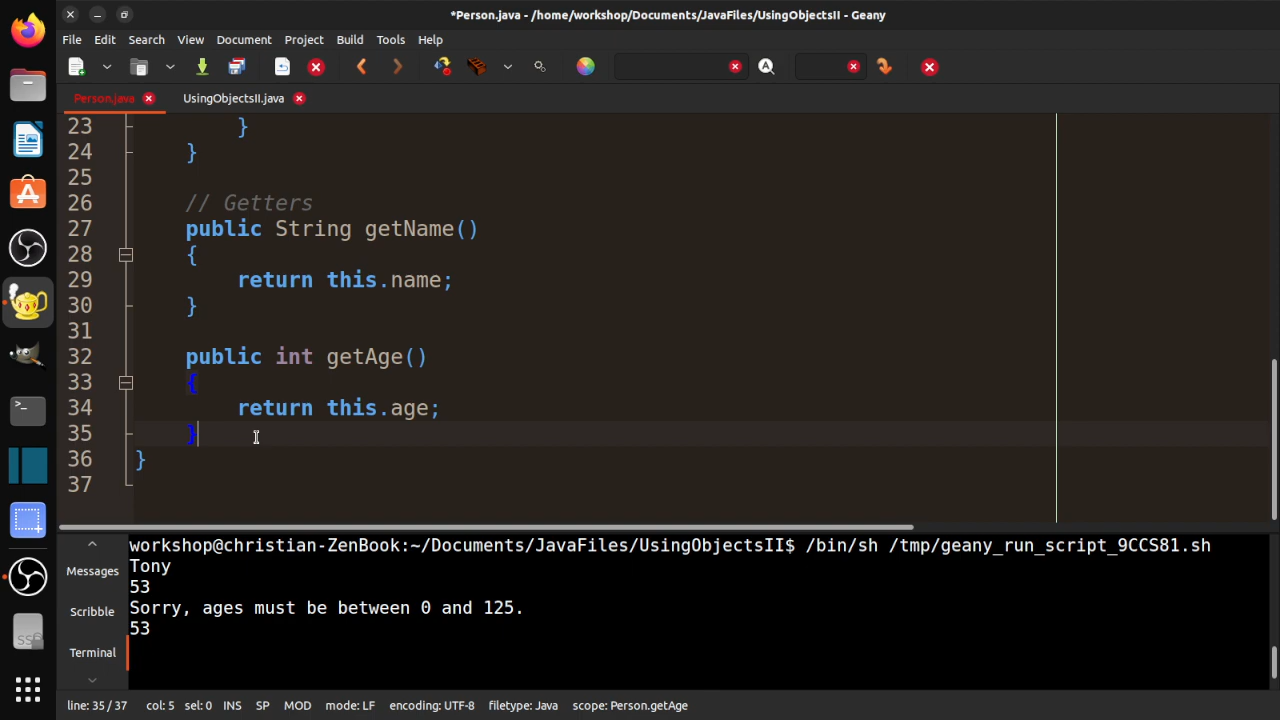 *Person.java - /home/workshop/Documents/JavaFiles/UsingObjectsII - Geany
File Edit Search View Document Project Build Tools Help
Person.java UsingObjectsII.java
23 }
24 }
25
26 // Getters
27 public String getName()
28 {
29 return this.name;
30 }
31
32 public int getAge()
33 {
34 return this.age;
35 }
36 }
37
Messages
Scribble
Terminal
workshop@christian-ZenBook:~/Documents/JavaFiles/UsingObjectsII$ /bin/sh /tmp/geany_run_script_9CCS81.sh
Tony
53
Sorry, ages must be between 0 and 125.
53
line: 35 / 37 col: 5 sel: 0 INS SP MOD mode: LF encoding: UTF-8 filetype: Java scope: Person.getAge